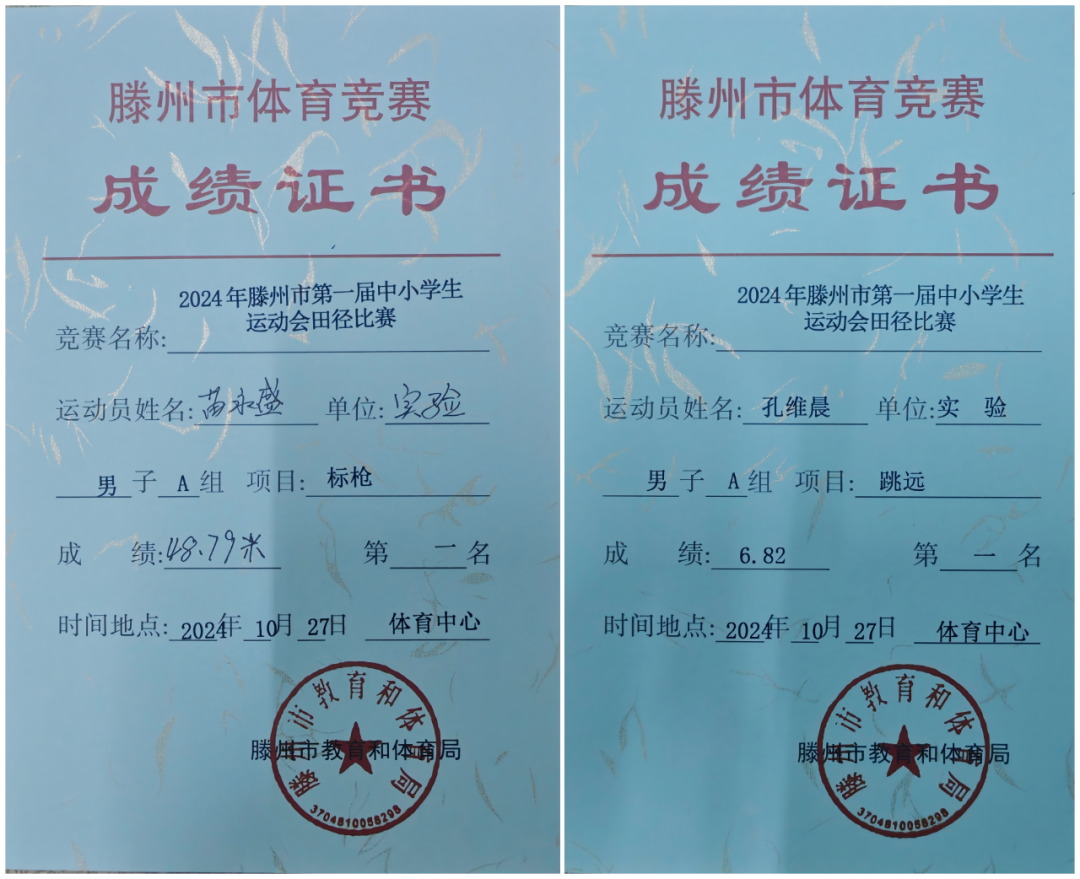 滕州市体育竞赛
成绩证书
2024年滕州市第一届中小学生
运动会田径比赛
竞赛名称:
运动员姓名:苗永盛 单位:实验
男子 A组 项目:标枪
成 绩:48.79米 第二名
时间地点:2024年10月27日 体育中心
滕州市教育和体育局
滕州市教育和体育局
3704810058298
滕州市体育竞赛
成绩证书
2024年滕州市第一届中小学生
运动会田径比赛
竞赛名称:
运动员姓名:孔维晨 单位:实 验
男子 A组 项目:跳远
成 绩:6.82 第一名
时间地点:2024年10月27日 体育中心
滕州市教育和体育局
滕州市教育和体育局
3704810058298